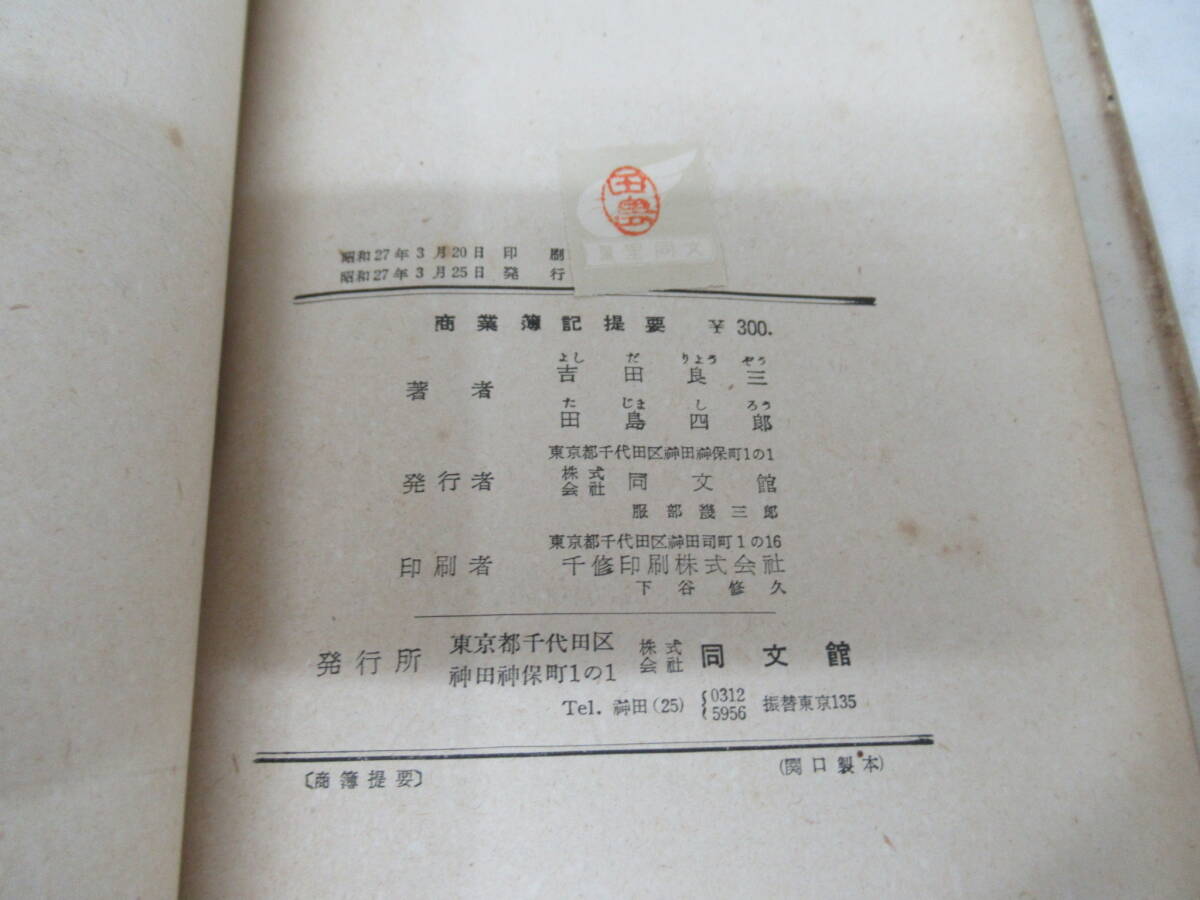 田島
文同堂黨
昭和27年3月20日 印刷
昭和27年3月25日 発行
商業簿記提要 ¥300.
よし だ りょう ぞう
著者 吉田良三
た じま し ろう
田島四郎
東京都千代田区神田神保町1の1
発行者 株式会社 同文館
服部幾三郎
東京都千代田区神田司町1の16
印刷者 千修印刷株式会社
下谷修久
発行所 東京都千代田区神田神保町1の1 株式会社 同文館
Tel. 神田(25) {0312 5956 振替東京135
〔商簿提要〕
(関口製本)